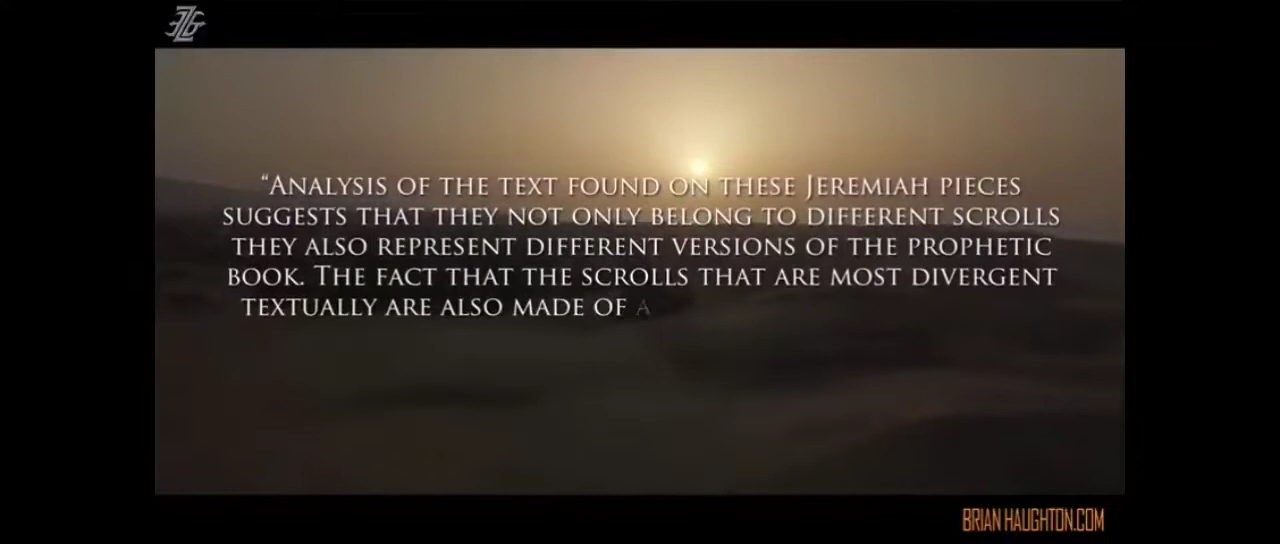 “Analysis of the text found on these Jeremiah pieces
suggests that they not only belong to different scrolls
they also represent different versions of the prophetic
book. The fact that the scrolls that are most divergent
textually are also made of a
BRIAN HAUGHTON.COM